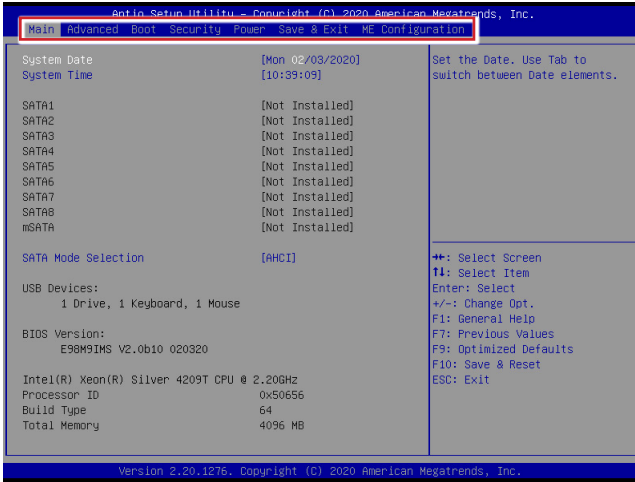 Aptio Setup Utility – Copyright (C) 2020 American Megatrends, Inc.
Main Advanced Boot Security Power Save & Exit ME Configuration
System Date [Mon 02/03/2020]
System Time [10:39:09]
SATA1 [Not Installed]
SATA2 [Not Installed]
SATA3 [Not Installed]
SATA4 [Not Installed]
SATA5 [Not Installed]
SATA6 [Not Installed]
SATA7 [Not Installed]
SATA8 [Not Installed]
mSATA [Not Installed]
SATA Mode Selection [AHCI]
USB Devices:
1 Drive, 1 Keyboard, 1 Mouse
BIOS Version:
E98M9IMS V2.0b10 020320
Intel(R) Xeon(R) Silver 4209T CPU @ 2.20GHz
Processor ID 0x50656
Build Type 64
Total Memory 4096 MB
Set the Date. Use Tab to
switch between Date elements.
→←: Select Screen
↑↓: Select Item
Enter: Select
+/-: Change Opt.
F1: General Help
F7: Previous Values
F9: Optimized Defaults
F10: Save & Reset
ESC: Exit
Version 2.20.1276. Copyright (C) 2020 American Megatrends, Inc.